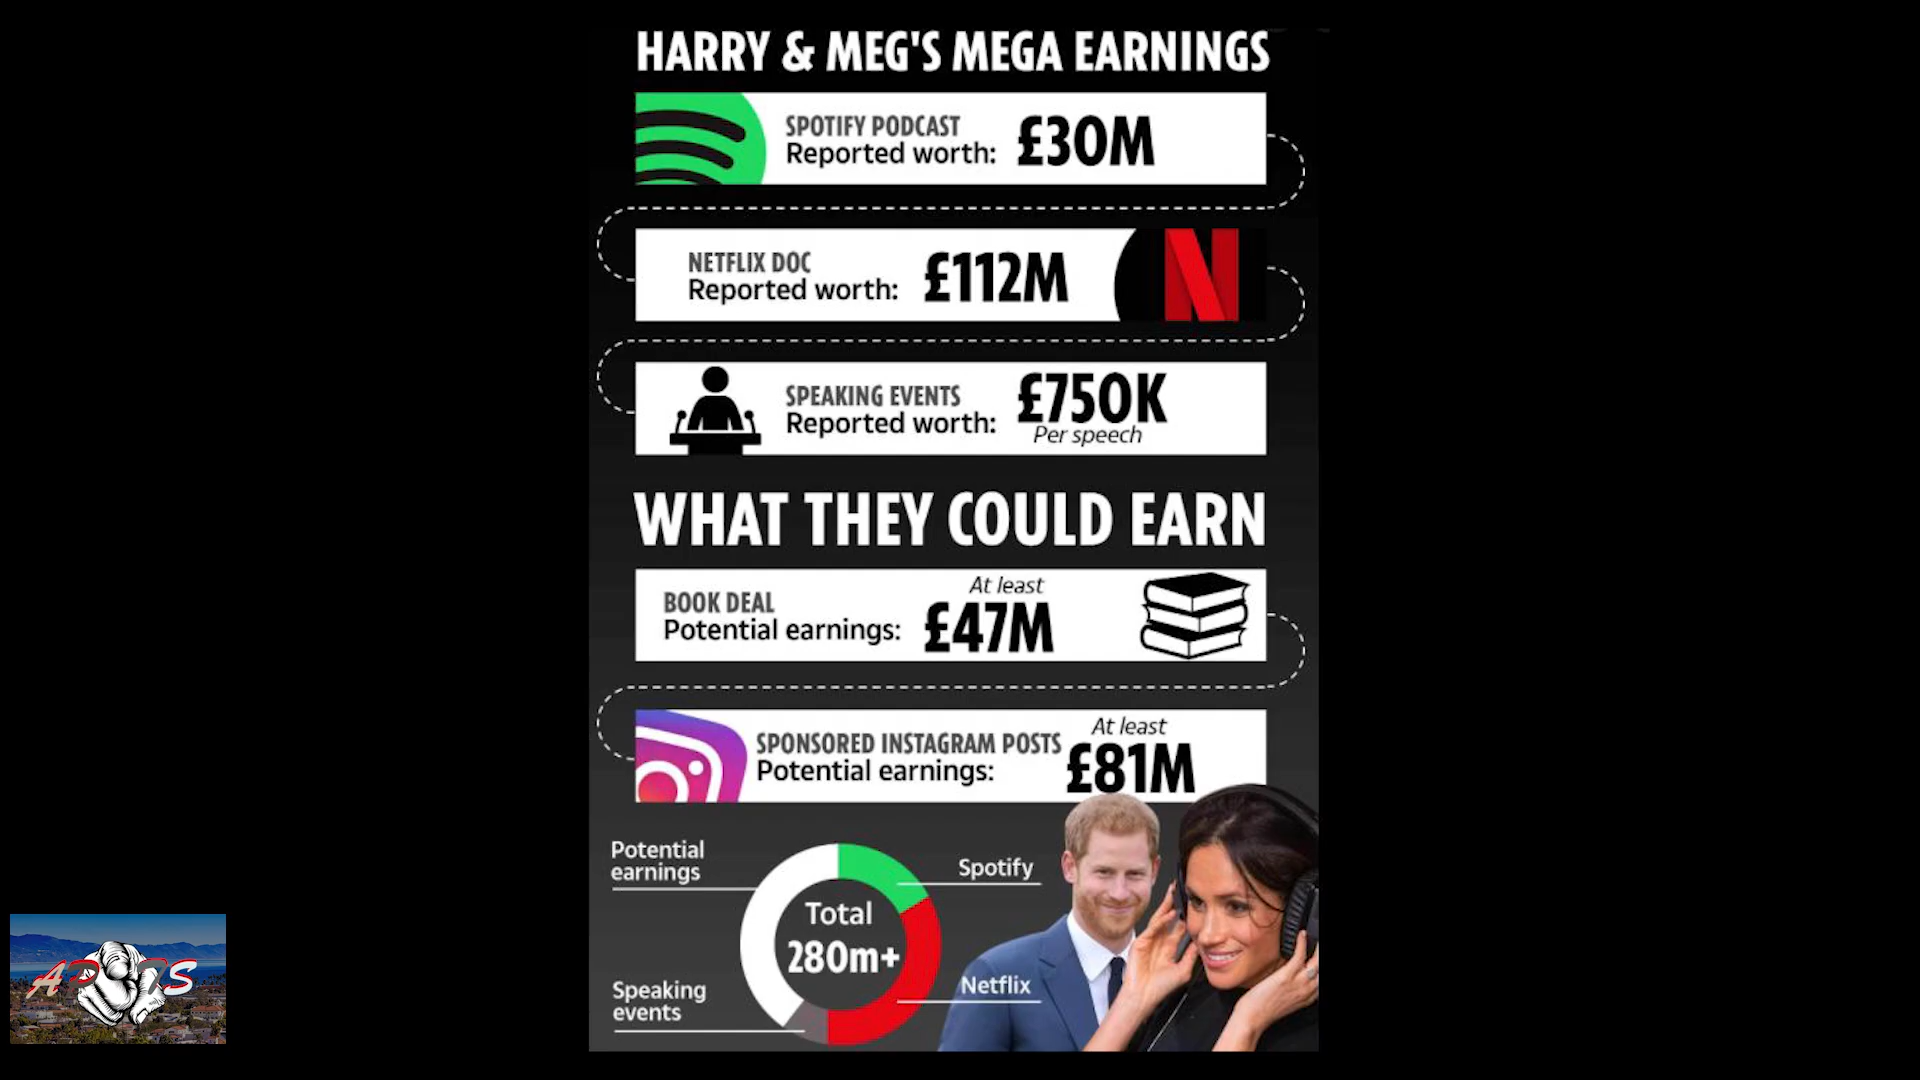 HARRY & MEG'S MEGA EARNINGS
SPOTIFY PODCAST
Reported worth: £30M
NETFLIX DOC
Reported worth: £112M
SPEAKING EVENTS
Reported worth: £750K
Per speech
WHAT THEY COULD EARN
BOOK DEAL
Potential earnings:
At least
£47M
SPONSORED INSTAGRAM POSTS
Potential earnings:
At least
£81M
Potential
earnings
Spotify
Total
280m+
Speaking
events
Netflix